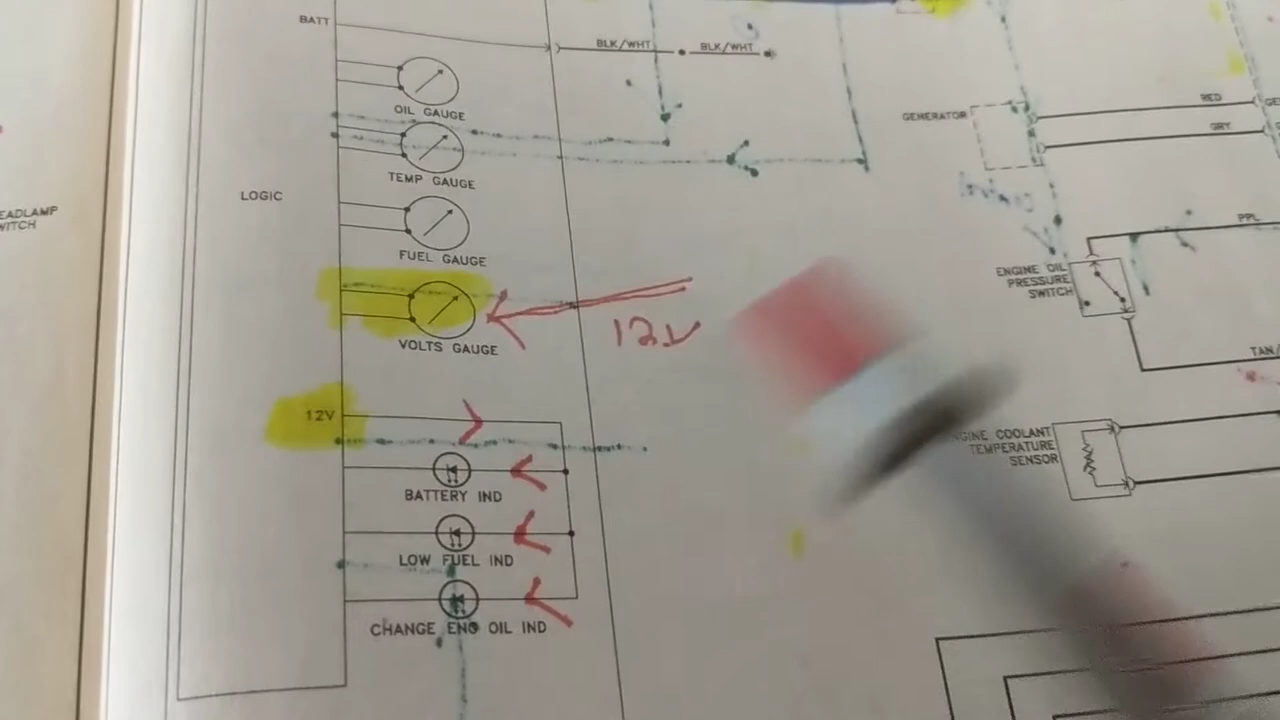 BATT
BLK/WHT
BLK/WHT
OIL GAUGE
TEMP GAUGE
LOGIC
FUEL GAUGE
VOLTS GAUGE
12V
12V
BATTERY IND
LOW FUEL IND
CHANGE ENG OIL IND
EADLAMP
WITCH
GENERATOR
RED
GRY
GE
PPL
ENGINE OIL
PRESSURE
SWITCH
TAN/
GINE COOLANT
TEMPERATURE
SENSOR